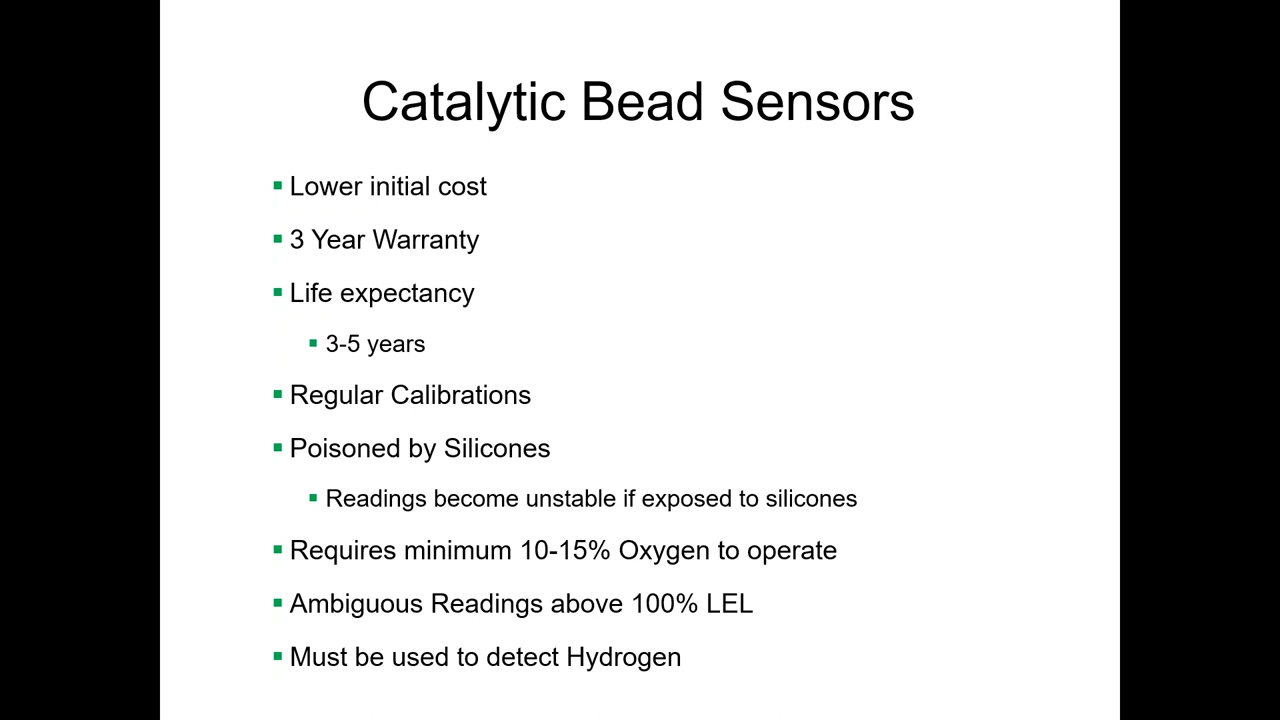 Catalytic Bead Sensors
Lower initial cost
3 Year Warranty
Life expectancy
3-5 years
Regular Calibrations
Poisoned by Silicones
Readings become unstable if exposed to silicones
Requires minimum 10-15% Oxygen to operate
Ambiguous Readings above 100% LEL
Must be used to detect Hydrogen